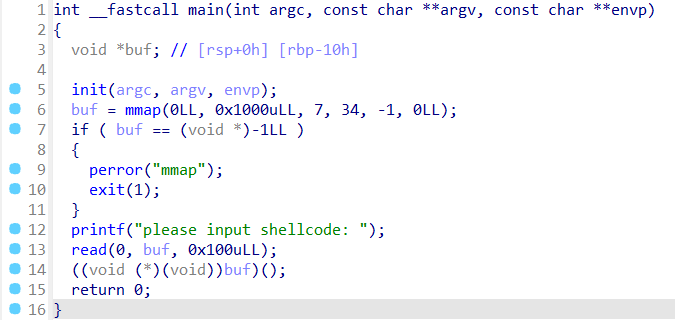 1 int __fastcall main(int argc, const char **argv, const char **envp)
2 {
3 void *buf; // [rsp+0h] [rbp-10h]
4
5 init(argc, argv, envp);
6 buf = mmap(0LL, 0x1000uLL, 7, 34, -1, 0LL);
7 if ( buf == (void *)-1LL )
8 {
9 perror("mmap");
10 exit(1);
11 }
12 printf("please input shellcode: ");
13 read(0, buf, 0x100uLL);
14 ((void (*)(void))buf)();
15 return 0;
16 }